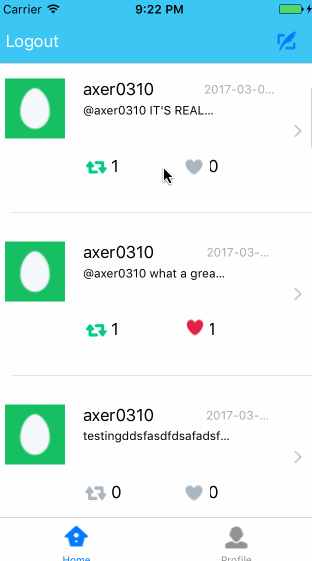 Carrier 9:22 PM
Logout
axer0310 2017-03-0...
@axer0310 IT'S REAL...
1 0
axer0310 2017-03-...
@axer0310 what a grea...
1 1
axer0310 2017-03-...
testingddsfasdfdsafadsf...
0 0
Home Profile